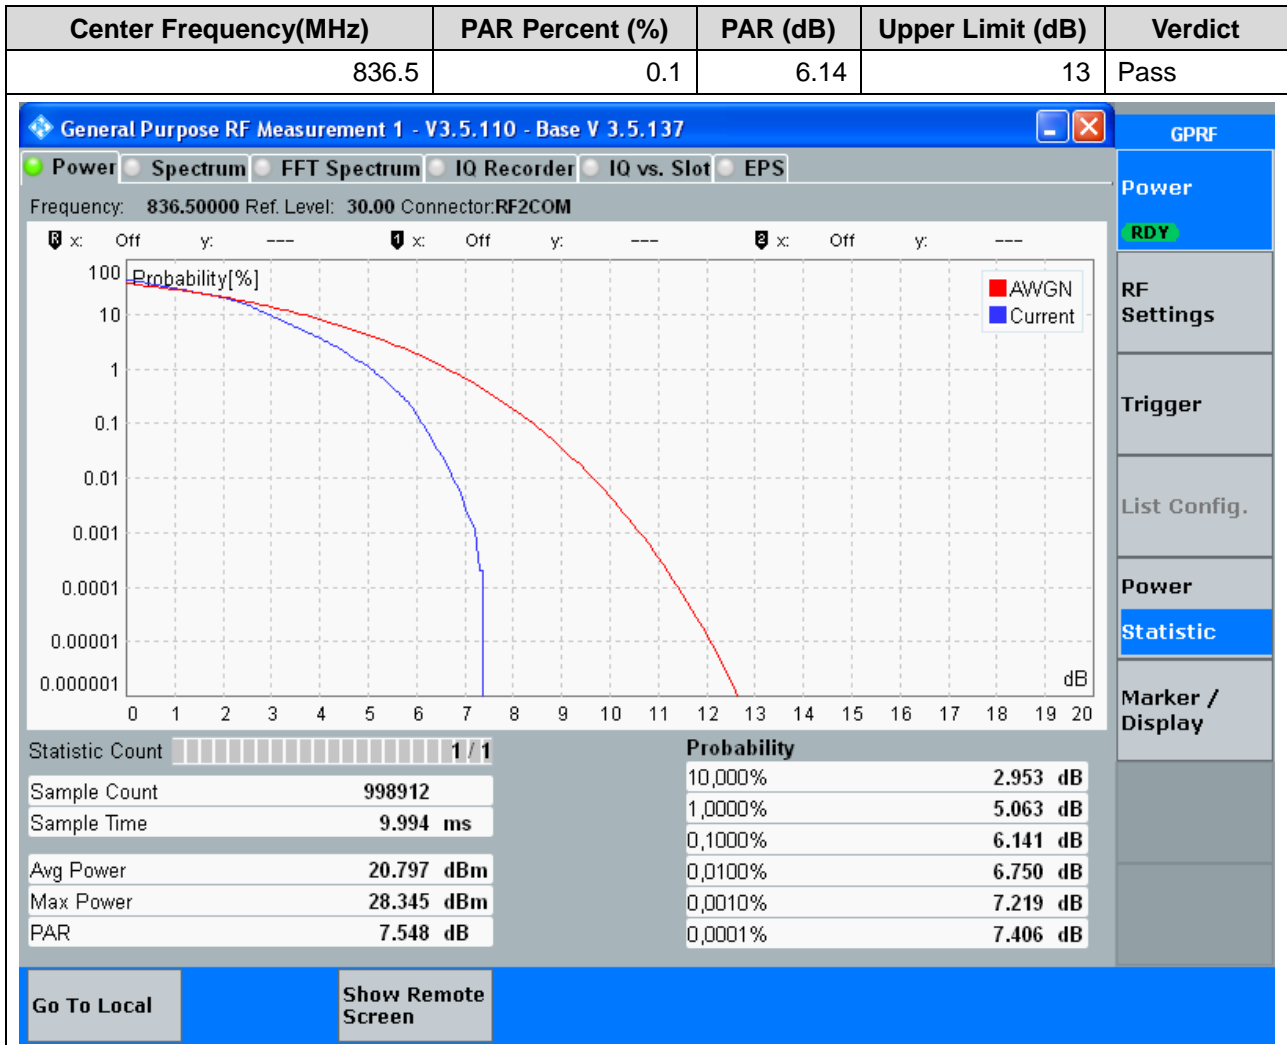 Center Frequency(MHz) PAR Percent (%) PAR (dB) Upper Limit (dB) Verdict
836.5 0.1 6.14 13 Pass
General Purpose RF Measurement 1 - V3.5.110 - Base V 3.5.137
GPRF
Power Spectrum FFT Spectrum IQ Recorder IQ vs. Slot EPS
Power
RDY
Frequency: 836.50000 Ref. Level: 30.00 Connector:RF2COM
R x: Off y: --- 1 x: Off y: --- 2 x: Off y: ---
Probability[%]
AWGN
Current
100
10
1
0.1
0.01
0.001
0.0001
0.00001
0.000001
dB
0 1 2 3 4 5 6 7 8 9 10 11 12 13 14 15 16 17 18 19 20
RF
Settings
Trigger
List Config.
Power
Statistic
Marker /
Display
Statistic Count 1 / 1
Sample Count 998912
Sample Time 9.994 ms
Avg Power 20.797 dBm
Max Power 28.345 dBm
PAR 7.548 dB
Probability
10,000% 2.953 dB
1,0000% 5.063 dB
0,1000% 6.141 dB
0,0100% 6.750 dB
0,0010% 7.219 dB
0,0001% 7.406 dB
Go To Local
Show Remote
Screen